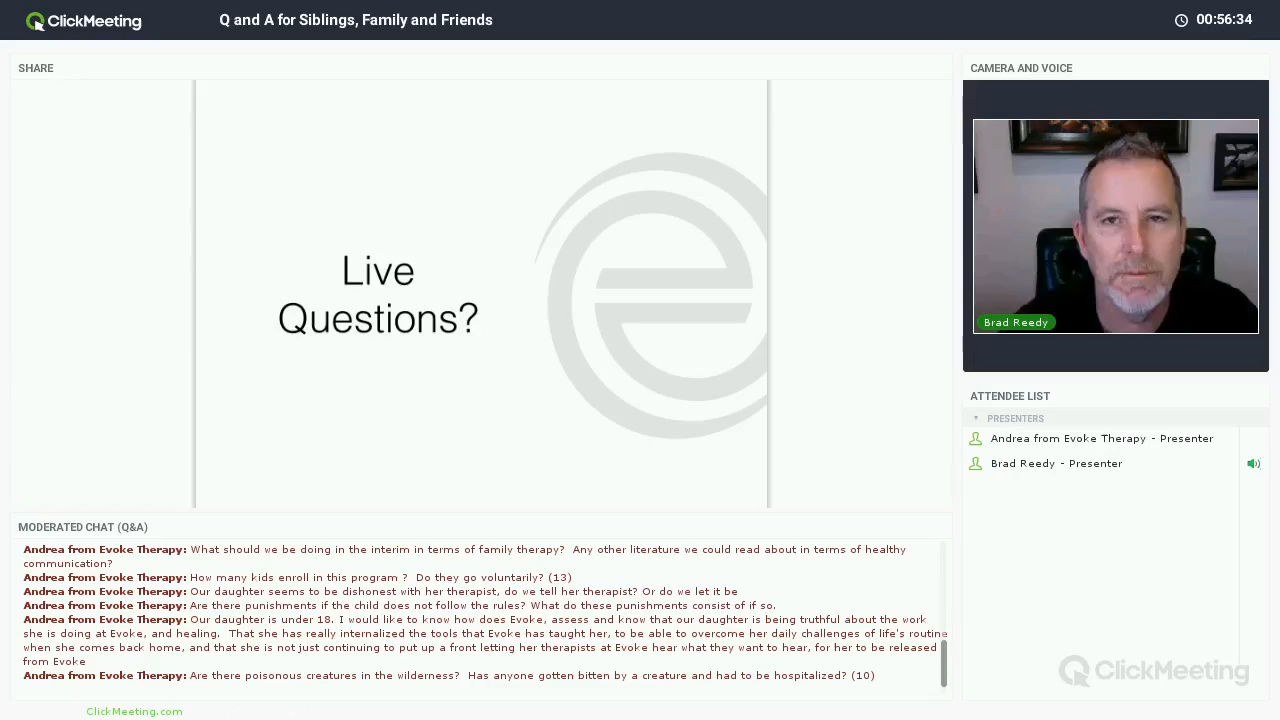 ClickMeeting
Q and A for Siblings, Family and Friends
00:56:34
SHARE
Live
Questions?
CAMERA AND VOICE
Brad Reedy
ATTENDEE LIST
PRESENTERS
Andrea from Evoke Therapy - Presenter
Brad Reedy - Presenter
MODERATED CHAT (Q&A)
Andrea from Evoke Therapy: What should we be doing in the interim in terms of family therapy?  Any other literature we could read about in terms of healthy
communication?
Andrea from Evoke Therapy: How many kids enroll in this program ?  Do they go voluntarily? (13)
Andrea from Evoke Therapy: Our daughter seems to be dishonest with her therapist, do we tell her therapist? Or do we let it be
Andrea from Evoke Therapy: Are there punishments if the child does not follow the rules? What do these punishments consist of if so.
Andrea from Evoke Therapy: Our daughter is under 18. I would like to know how does Evoke, assess and know that our daughter is being truthful about the work
she is doing at Evoke, and healing.  That she has really internalized the tools that Evoke has taught her, to be able to overcome her daily challenges of life's routine
when she comes back home, and that she is not just continuing to put up a front letting her therapists at Evoke hear what they want to hear, for her to be released
from Evoke
Andrea from Evoke Therapy: Are there poisonous creatures in the wilderness?  Has anyone gotten bitten by a creature and had to be hospitalized? (10)
ClickMeeting
ClickMeeting.com